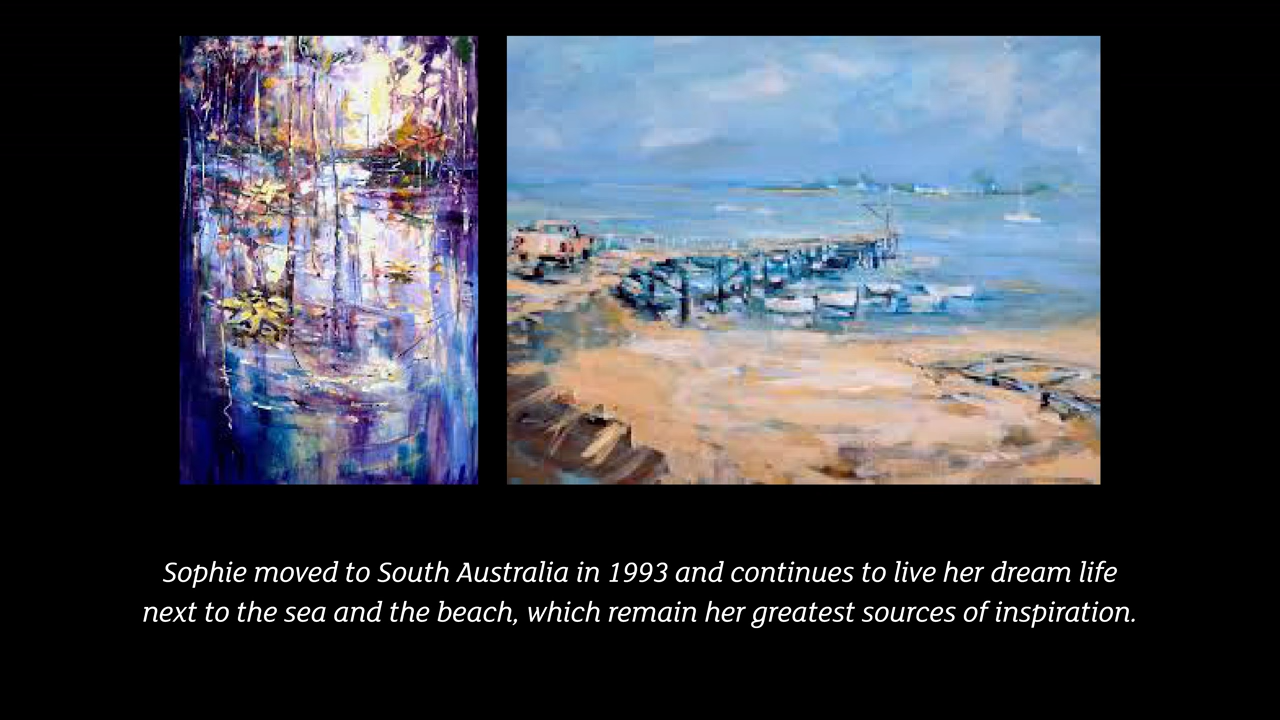 Sophie moved to South Australia in 1993 and continues to live her dream life
next to the sea and the beach, which remain her greatest sources of inspiration.